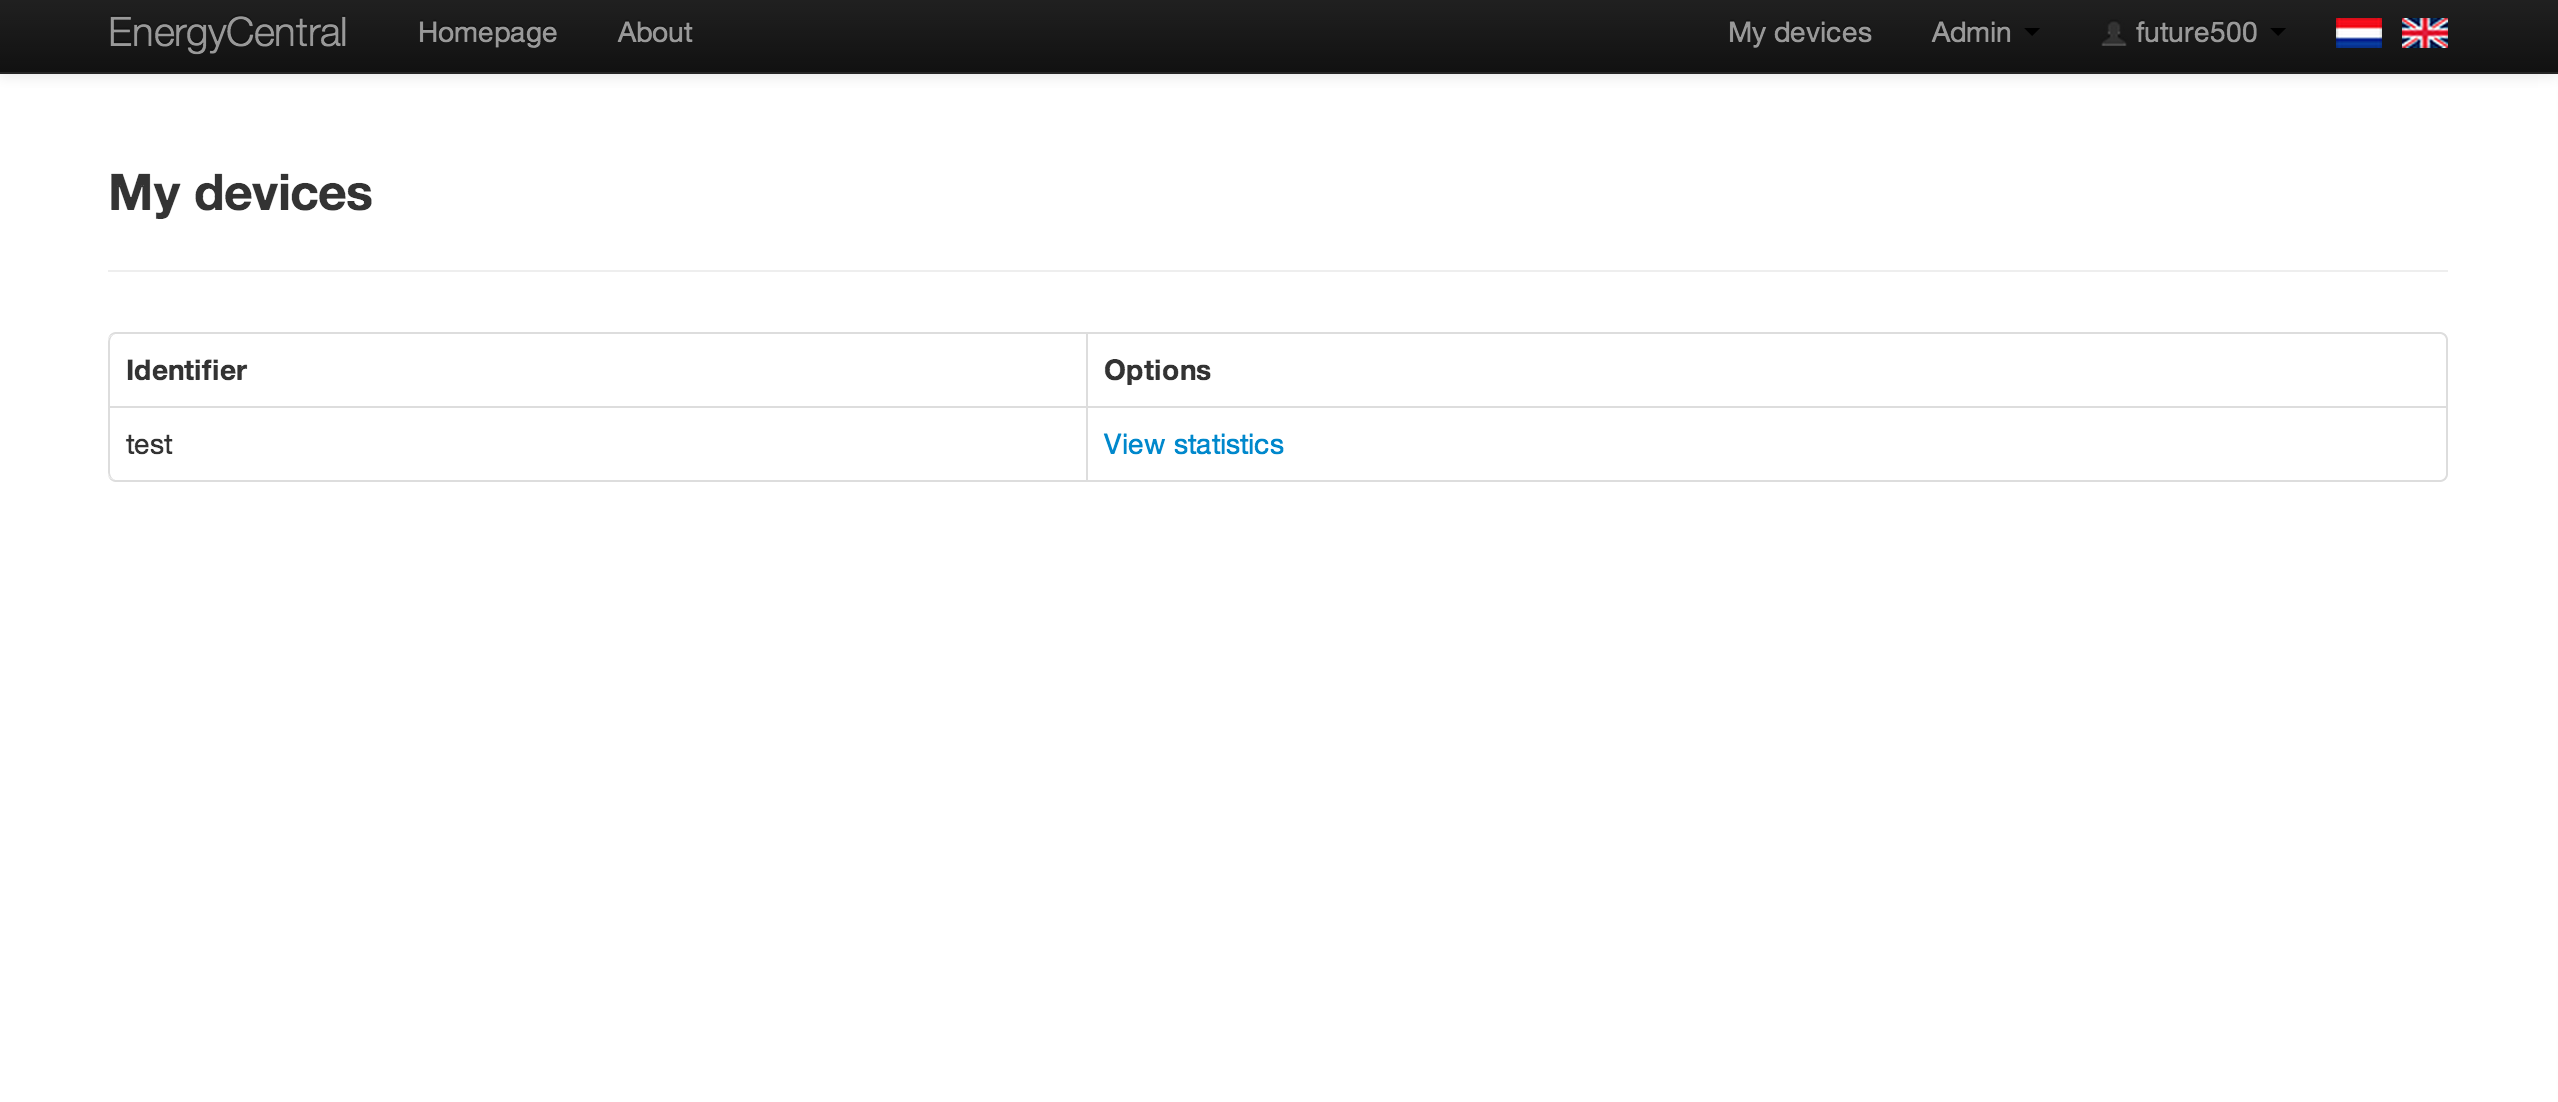 EnergyCentral Homepage About My devices Admin future500
My devices
Identifier Options
test View statistics